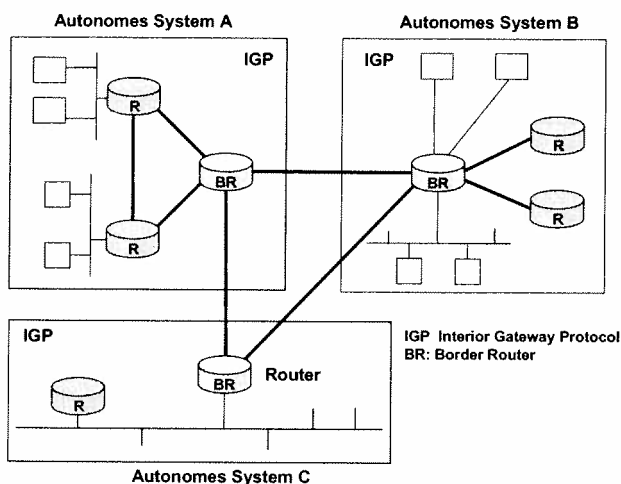 Autonomes System A
Autonomes System B
IGP
IGP
R
R
BR
BR
R
R
R
IGP
IGP Interior Gateway Protocol
BR: Border Router
BR
Router
R
Autonomes System C